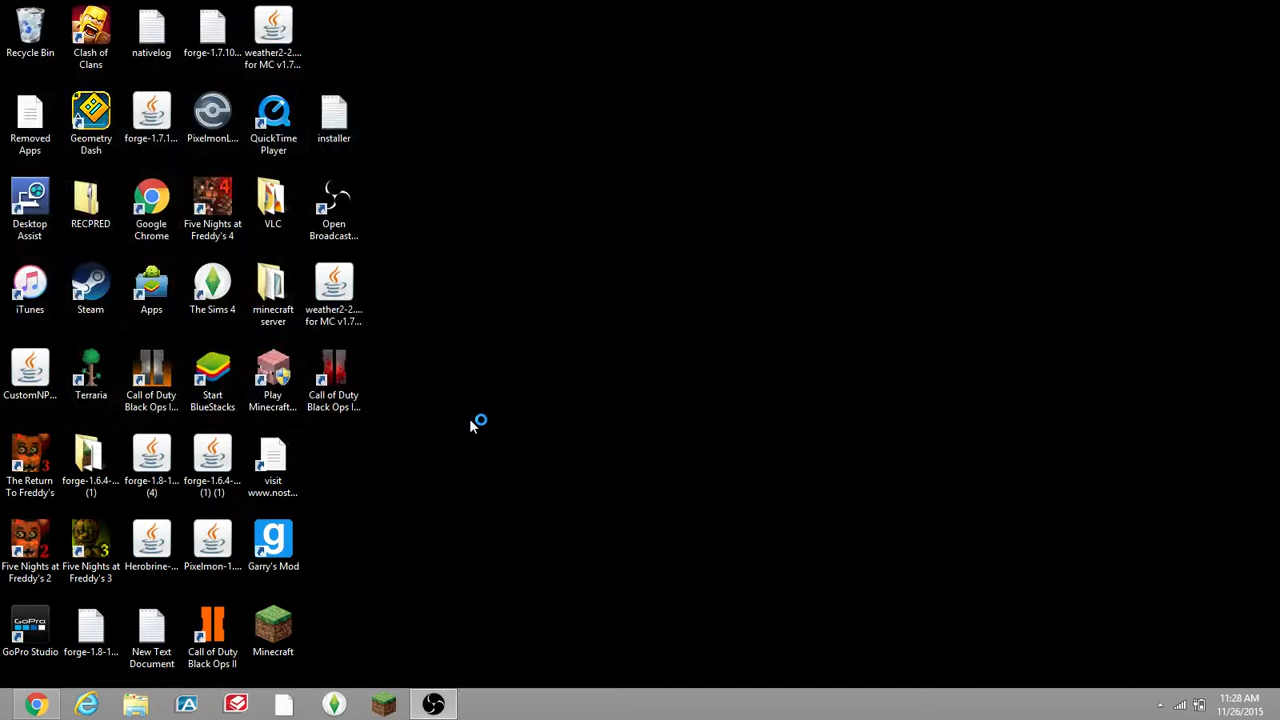 Recycle Bin
Clash of
Clans
nativelog
forge-1.7.10...
weather2-2....
for MC v1.7...
Removed
Apps
Geometry
Dash
forge-1.7.1...
PixelmonL...
QuickTime
Player
installer
Desktop
Assist
RECPRED
Google
Chrome
4
Five Nights at
Freddy's 4
VLC
Open
Broadcast...
iTunes
Steam
Apps
The Sims 4
minecraft
server
weather2-2....
for MC v1.7...
CustomNP...
Terraria
Call of Duty
Black Ops I...
Start
BlueStacks
Play
Minecraft...
Call of Duty
Black Ops I...
3
The Return
To Freddy's
forge-1.6.4-...
(1)
forge-1.8-1...
(4)
forge-1.6.4-...
(1) (1)
visit
www.nost...
2
Five Nights at
Freddy's 2
3
Five Nights at
Freddy's 3
Herobrine-...
Pixelmon-1....
g
Garry's Mod
GoPro
GoPro Studio
forge-1.8-1...
New Text
Document
Call of Duty
Black Ops II
Minecraft
11:28 AM
11/26/2015